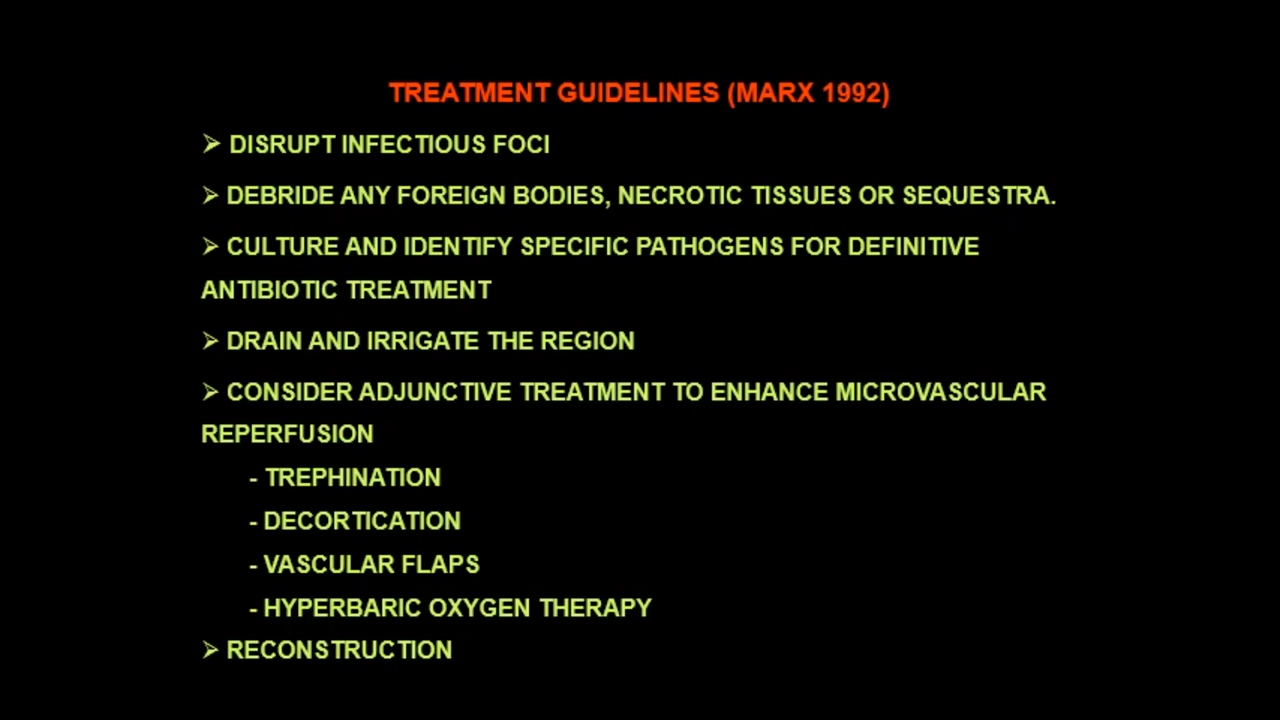 TREATMENT GUIDELINES (MARX 1992)
➢ DISRUPT INFECTIOUS FOCI
➢ DEBRIDE ANY FOREIGN BODIES, NECROTIC TISSUES OR SEQUESTRA.
➢ CULTURE AND IDENTIFY SPECIFIC PATHOGENS FOR DEFINITIVE
ANTIBIOTIC TREATMENT
➢ DRAIN AND IRRIGATE THE REGION
➢ CONSIDER ADJUNCTIVE TREATMENT TO ENHANCE MICROVASCULAR
REPERFUSION
- TREPHINATION
- DECORTICATION
- VASCULAR FLAPS
- HYPERBARIC OXYGEN THERAPY
➢ RECONSTRUCTION